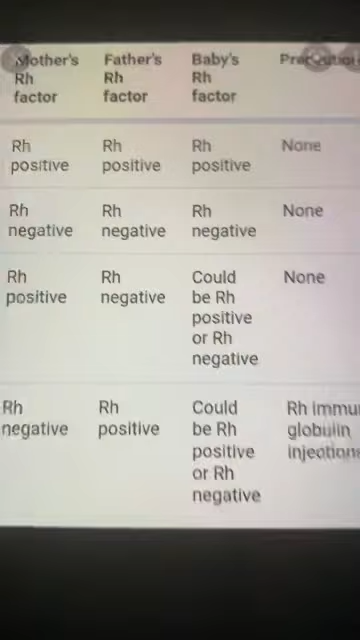 Mother's Father's Baby's
Rh Rh Rh
factor factor factor
Rh Rh Rh None
positive positive positive
Rh Rh Rh None
negative negative negative
Rh Rh Could None
positive negative be Rh
positive
or Rh
negative
Rh Rh Could Rh immu
negative positive be Rh globulin
positive injections
or Rh
negative